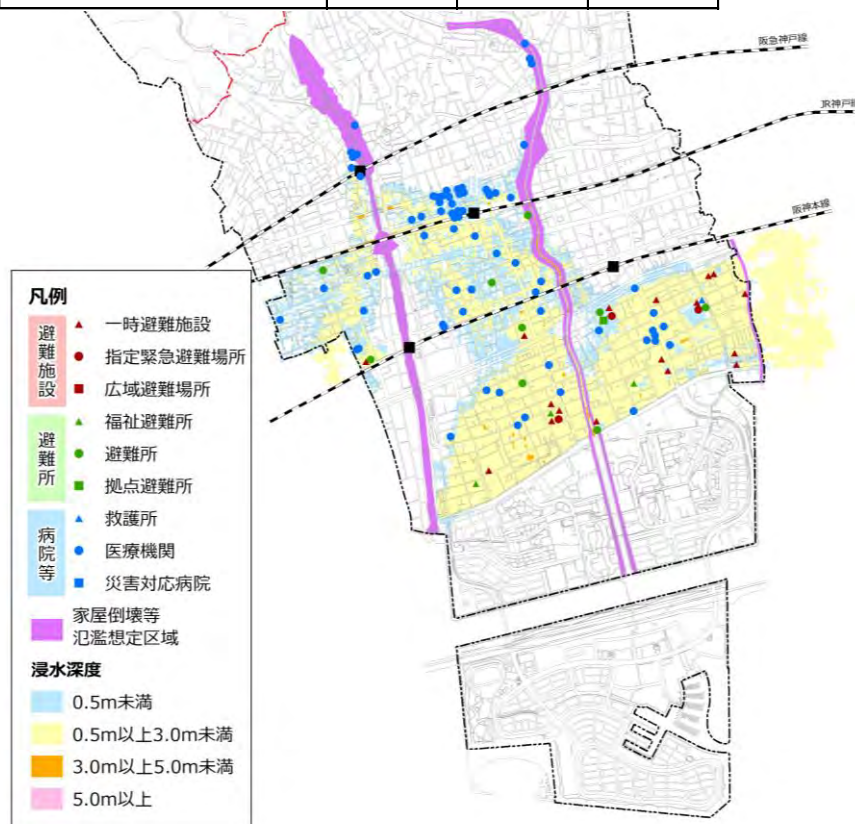 阪急神戸線
JR神戸線
阪神本線
凡例
避難施設
一時避難施設
指定緊急避難場所
広域避難場所
避難所
福祉避難所
避難所
拠点避難所
病院等
救護所
医療機関
災害対応病院
家屋倒壊等
氾濫想定区域
浸水深度
0.5m未満
0.5m以上3.0m未満
3.0m以上5.0m未満
5.0m以上